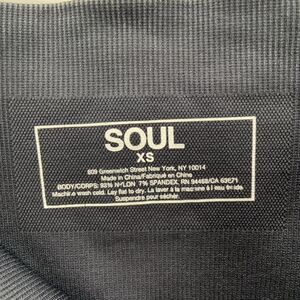 SOUL
XS
609 Greenwich Street New York, NY 10014
Made in China/Fabriqué en Chine
BODY/CORPS: 93% NYLON 7% SPANDEX. RN 94468/CA 63671
Machine wash cold. Lay flat to dry. La laver à la machine à l'eau froide.
Suspendre pour sécher.